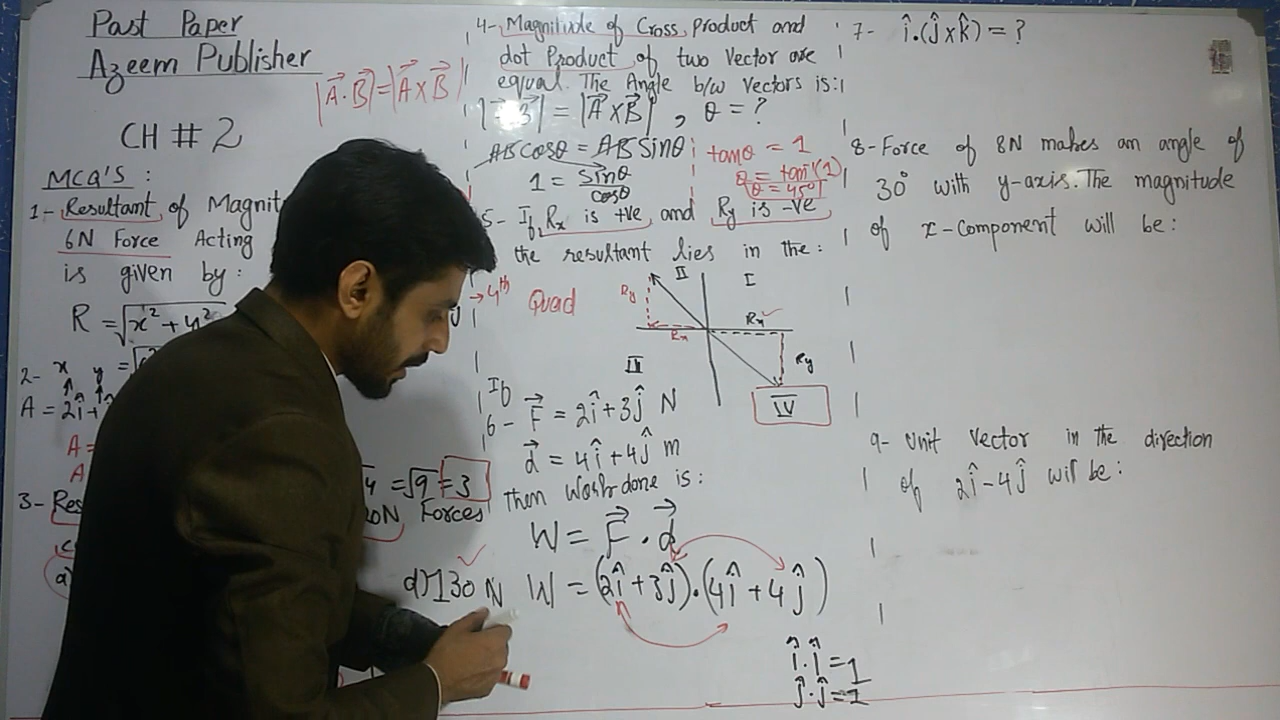 Past Paper
Azeem Publisher
|A⃗.B⃗|=|A⃗×B⃗|
CH # 2
MCQ'S :
1- Resultant of Magnit
6N Force Acting
is given by:
R = √x²+y²
2- x y
A = 2î+
A =
A
√4 = √9 = 3
3- Res
20N Forces
d) 130 N
4- Magnitude of Cross product and
dot Product of two Vector are
equal. The Angle b/w Vectors is:
= |A⃗×B⃗| , θ = ?
ABcosθ = ABSinθ
1 = Sinθ/cosθ
tanθ = 1
θ = tan⁻¹(1)
θ = 45°
5- If Rx is +ve and Ry is -ve
the resultant lies in the :
→ 4th Quad
II I
Ry
Rx
Rx
Ry
III
IV
If
6- F⃗ = 2î+3ĵ N
d⃗ = 4î+4ĵ m
then Work done is :
W = F⃗ . d⃗
W = (2î+3ĵ).(4î+4ĵ)
î.î=1
ĵ.ĵ=1
7- î.(ĵ×k̂) = ?
8- Force of 8N makes an angle of
30° with y-axis. The magnitude
of x-component will be :
9- Unit Vector in the direction
of 2î-4ĵ will be :